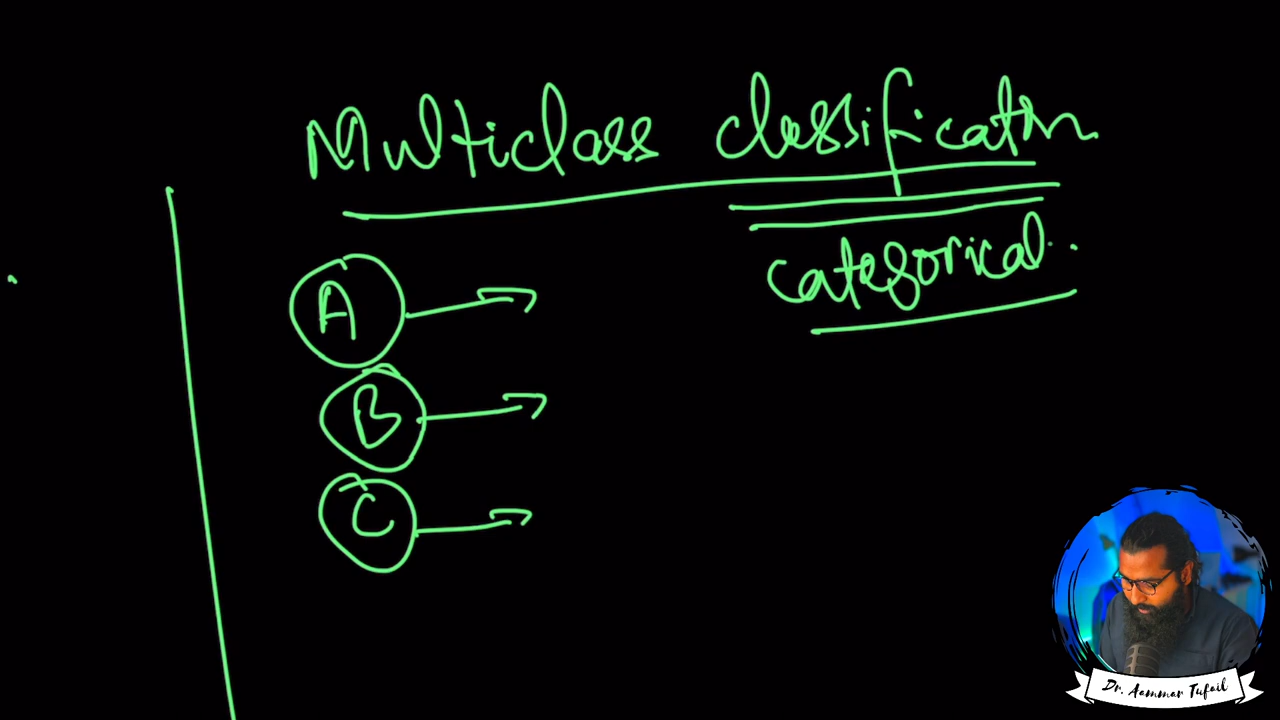 Multiclass classification
categorical
A
B
C
Dr. Aammar Tufail